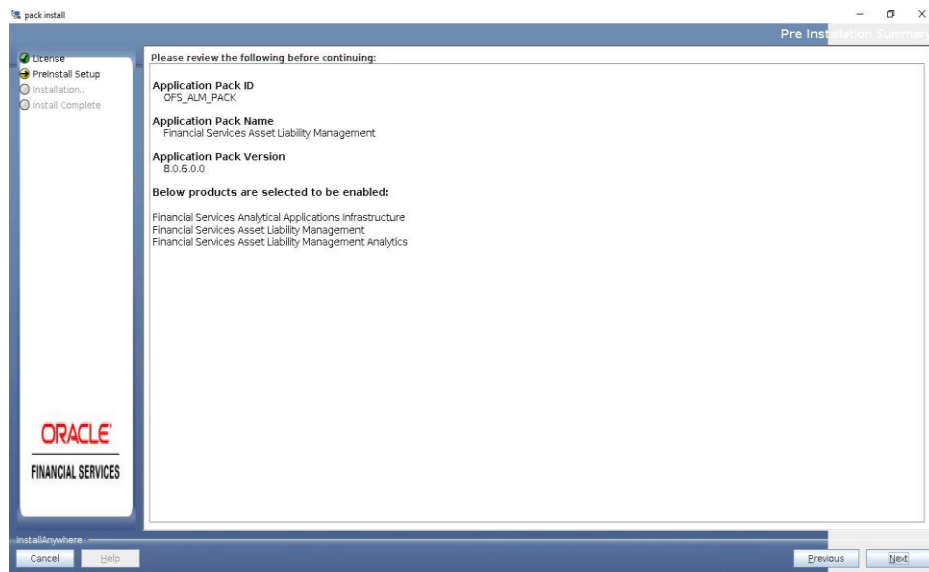 pack install
Pre Installation Summary
License
PreInstall Setup
Installation..
Install Complete
Please review the following before continuing:
Application Pack ID
OFS_ALM_PACK
Application Pack Name
Financial Services Asset Liability Management
Application Pack Version
8.0.6.0.0
Below products are selected to be enabled:
Financial Services Analytical Applications Infrastructure
Financial Services Asset Liability Management
Financial Services Asset Liability Management Analytics
ORACLE
FINANCIAL SERVICES
InstallAnywhere
Cancel
Help
Previous
Next